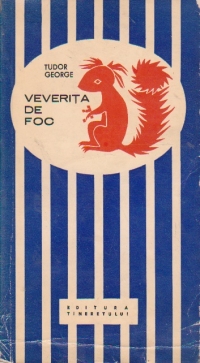 TUDOR
GEORGE
VEVERIȚA
DE
FOC
EDITURA
TINERETULUI